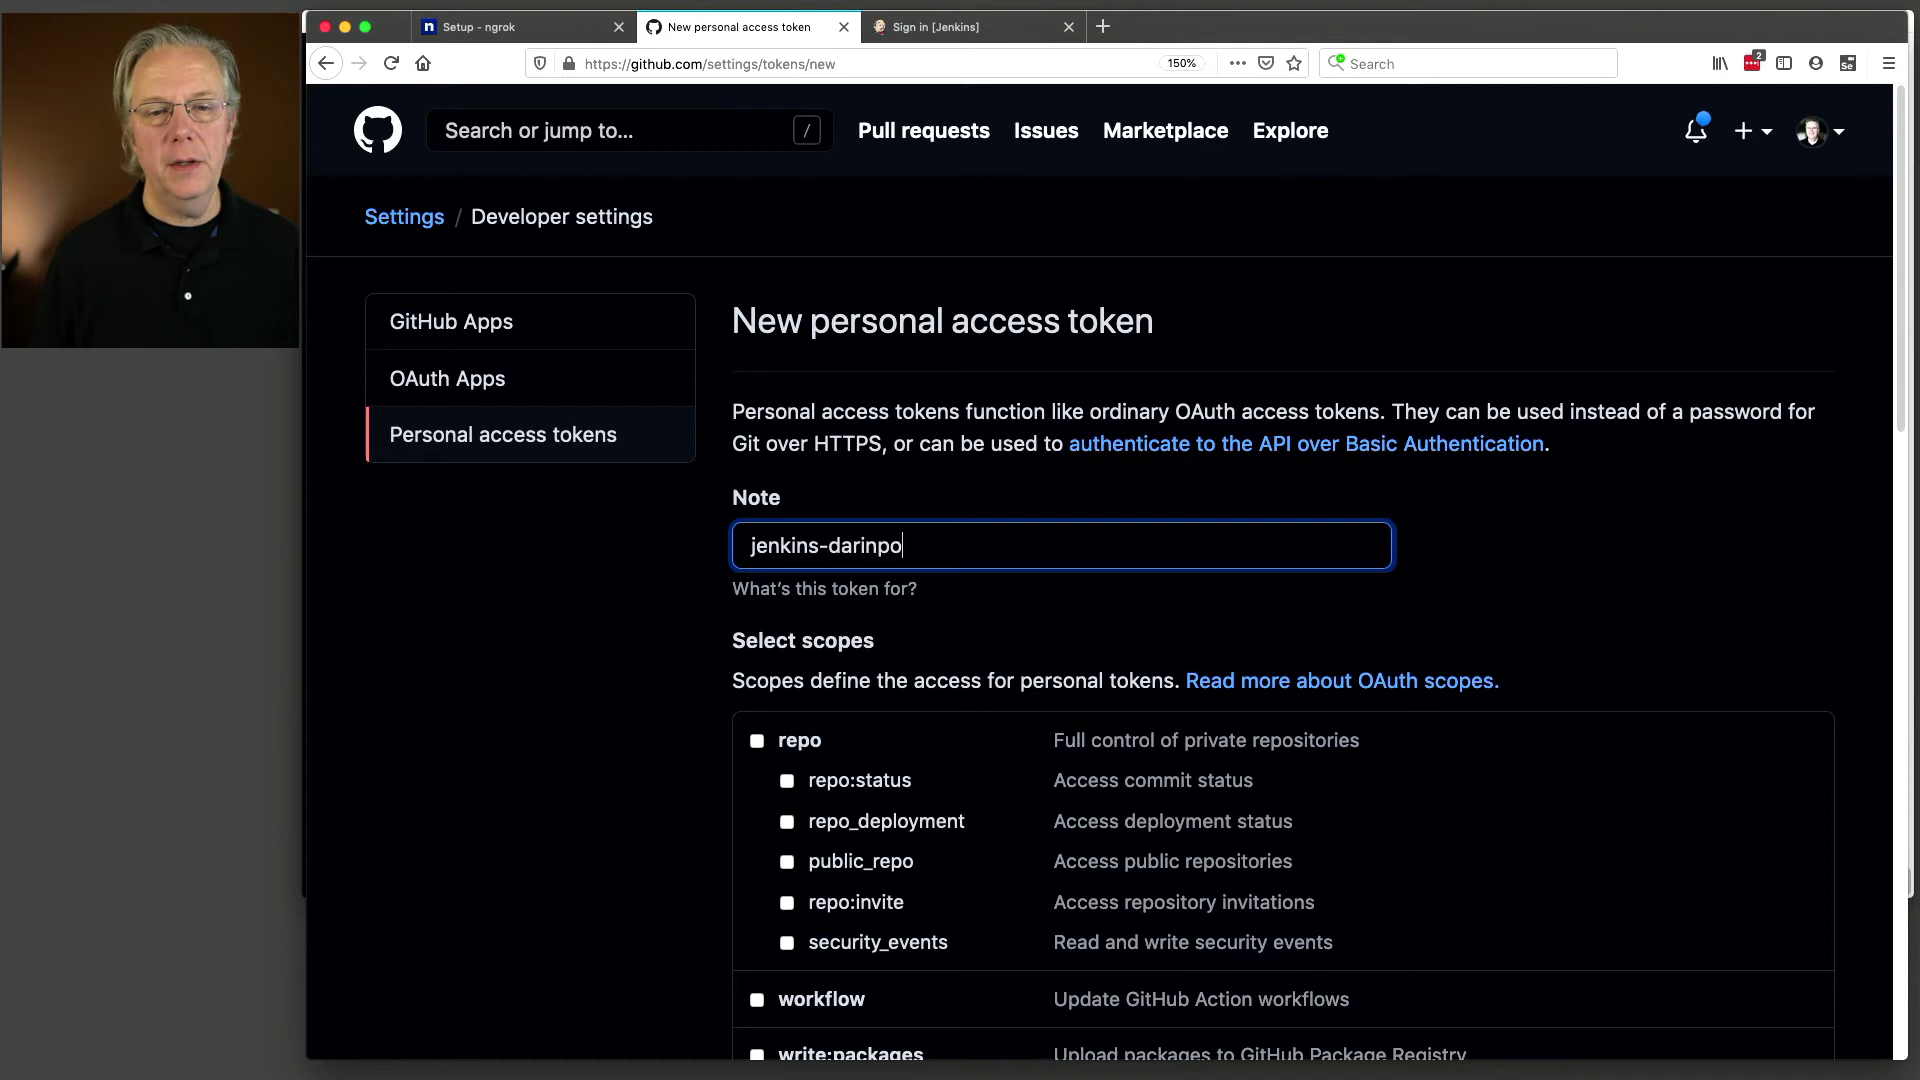 Setup - ngrok
New personal access token
Sign in [Jenkins]
https://github.com/settings/tokens/new
150%
Search
2
Search or jump to...
/
Pull requests
Issues
Marketplace
Explore
Settings / Developer settings
GitHub Apps
OAuth Apps
Personal access tokens
New personal access token
Personal access tokens function like ordinary OAuth access tokens. They can be used instead of a password for
Git over HTTPS, or can be used to authenticate to the API over Basic Authentication.
Note
jenkins-darinpo
What's this token for?
Select scopes
Scopes define the access for personal tokens. Read more about OAuth scopes.
repo Full control of private repositories
repo:status Access commit status
repo_deployment Access deployment status
public_repo Access public repositories
repo:invite Access repository invitations
security_events Read and write security events
workflow Update GitHub Action workflows
write:packages Upload packages to GitHub Package Registry